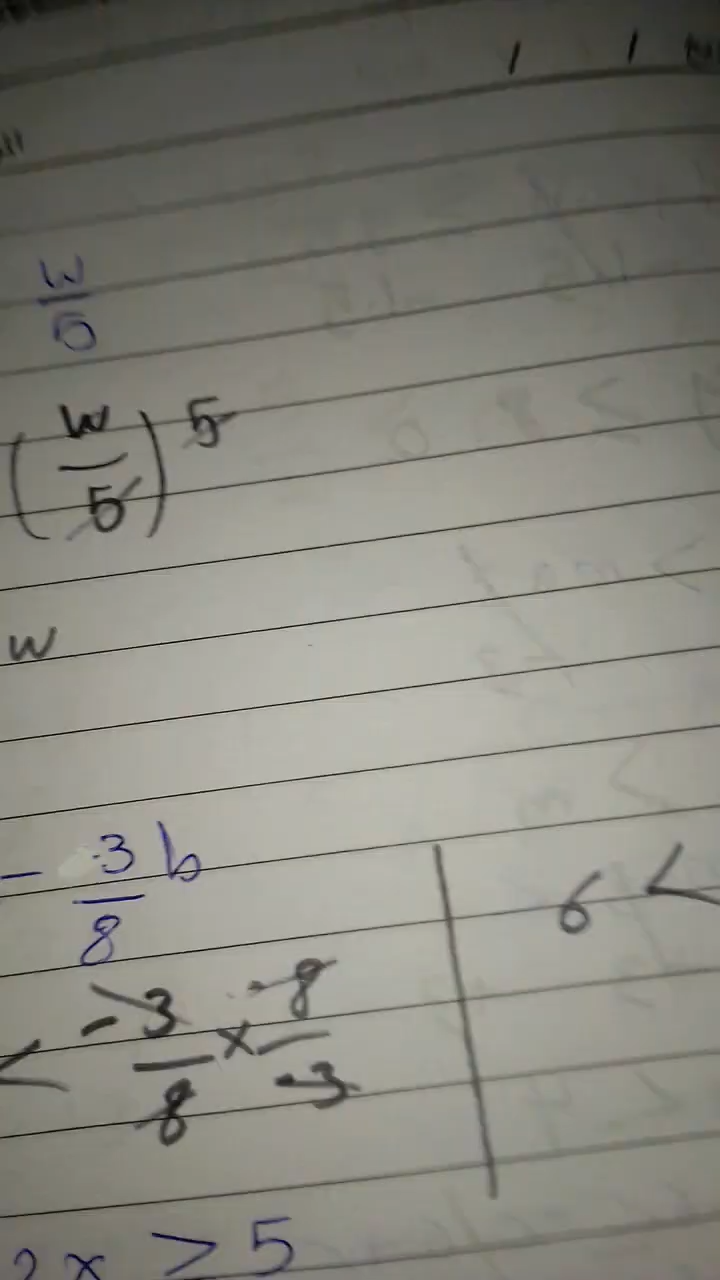 w/5
(w/5) 5
w
- 3/8 b
6 <
< -3/8 × -8/-3
2x > 5